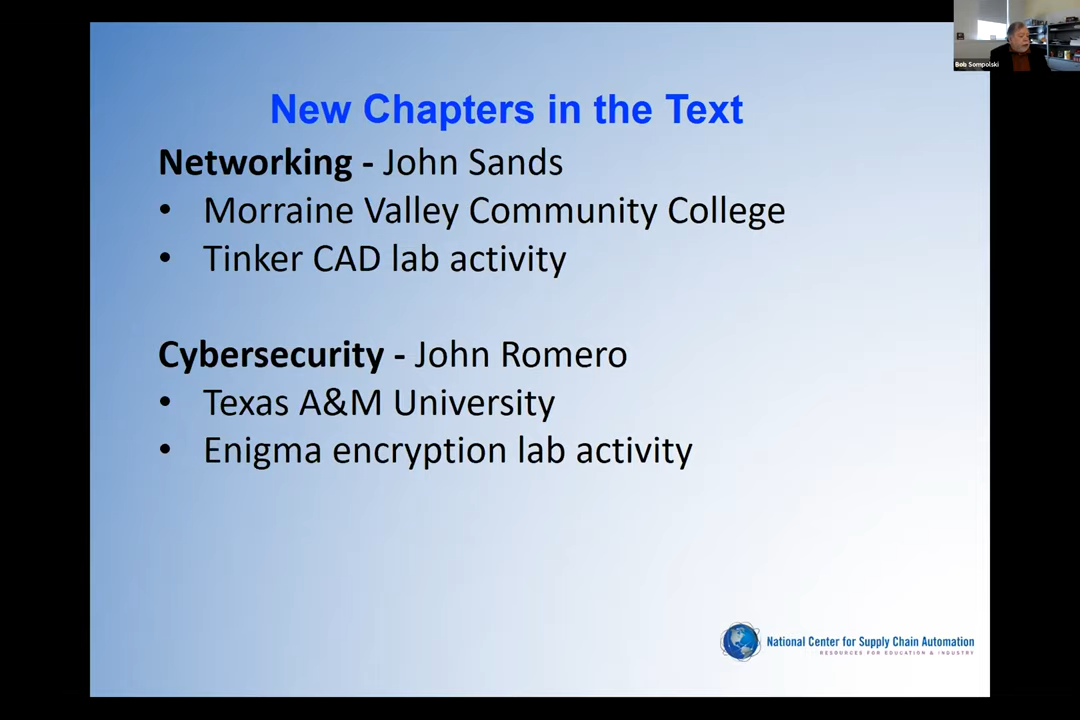 Bob Sompolski
New Chapters in the Text
Networking - John Sands
• Morraine Valley Community College
• Tinker CAD lab activity
Cybersecurity - John Romero
• Texas A&M University
• Enigma encryption lab activity
National Center for Supply Chain Automation
RESOURCES FOR EDUCATION & INDUSTRY